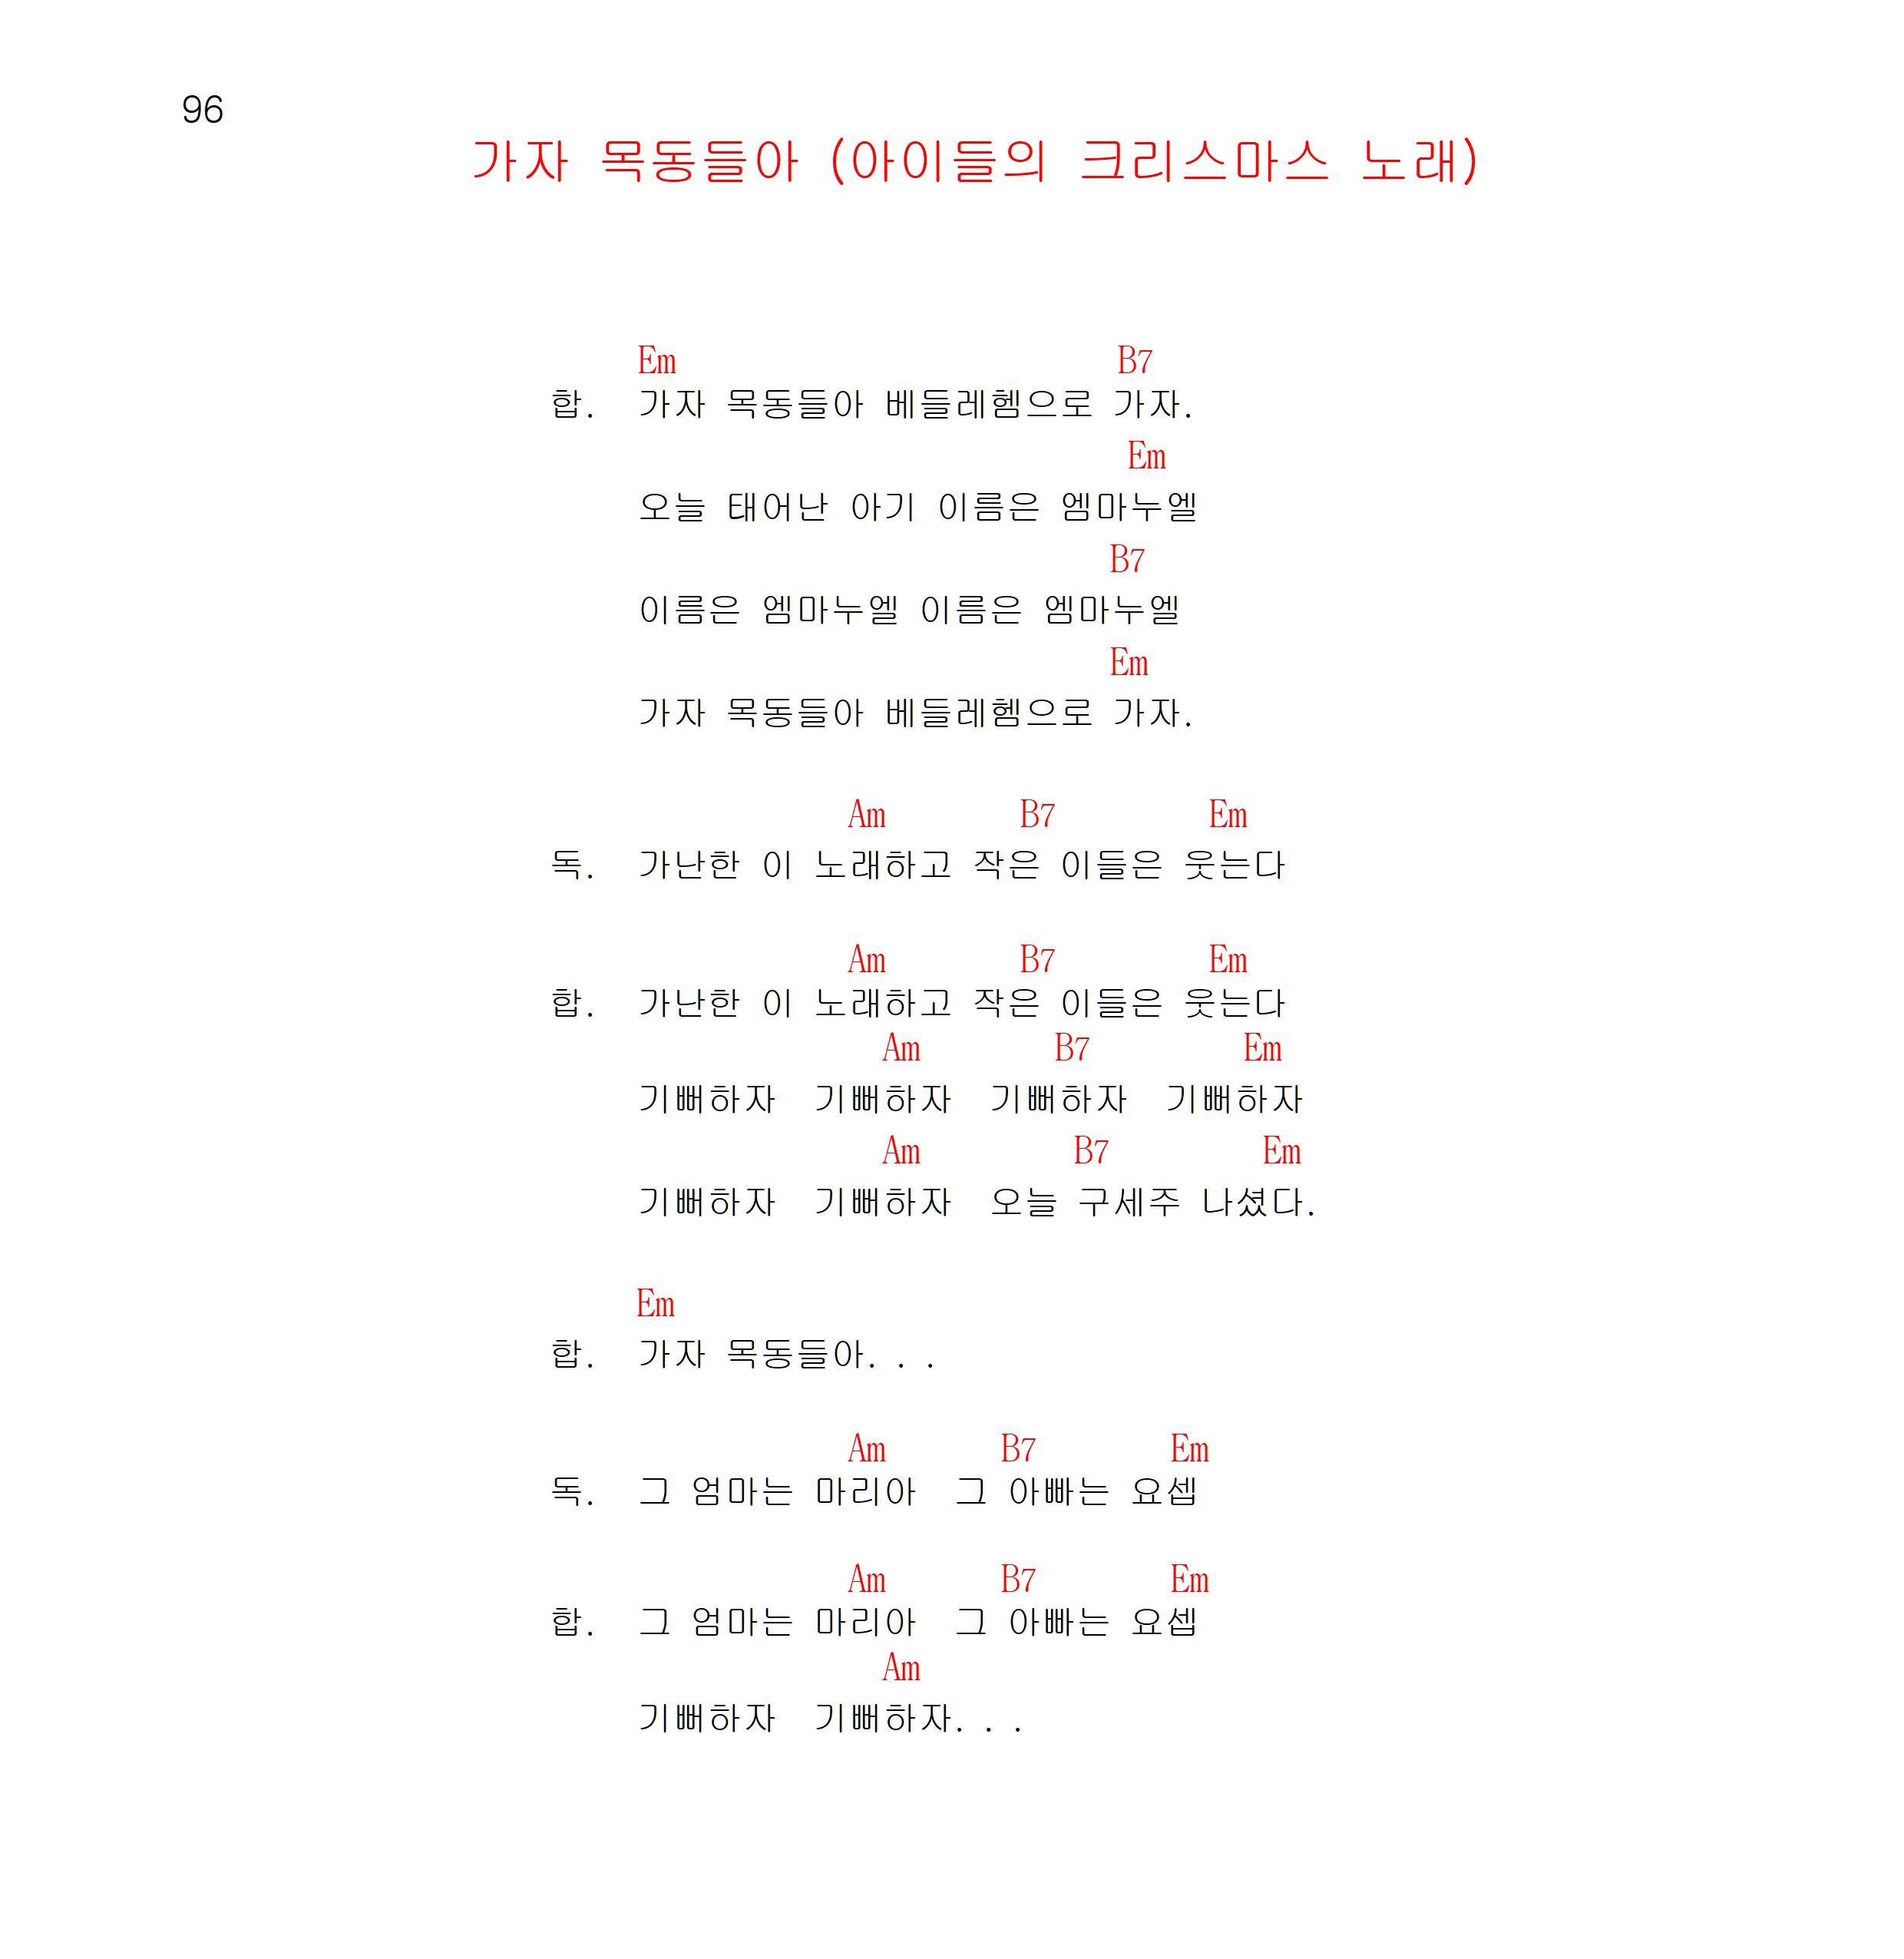 96
가자 목동들아 (아이들의 크리스마스 노래)
Em B7
합. 가자 목동들아 베들레헴으로 가자.
Em
오늘 태어난 아기 이름은 엠마누엘
B7
이름은 엠마누엘 이름은 엠마누엘
Em
가자 목동들아 베들레헴으로 가자.
Am B7 Em
독. 가난한 이 노래하고 작은 이들은 웃는다
Am B7 Em
합. 가난한 이 노래하고 작은 이들은 웃는다
Am B7 Em
기뻐하자 기뻐하자 기뻐하자 기뻐하자
Am B7 Em
기뻐하자 기뻐하자 오늘 구세주 나셨다.
Em
합. 가자 목동들아. . .
Am B7 Em
독. 그 엄마는 마리아 그 아빠는 요셉
Am B7 Em
합. 그 엄마는 마리아 그 아빠는 요셉
Am
기뻐하자 기뻐하자. . .